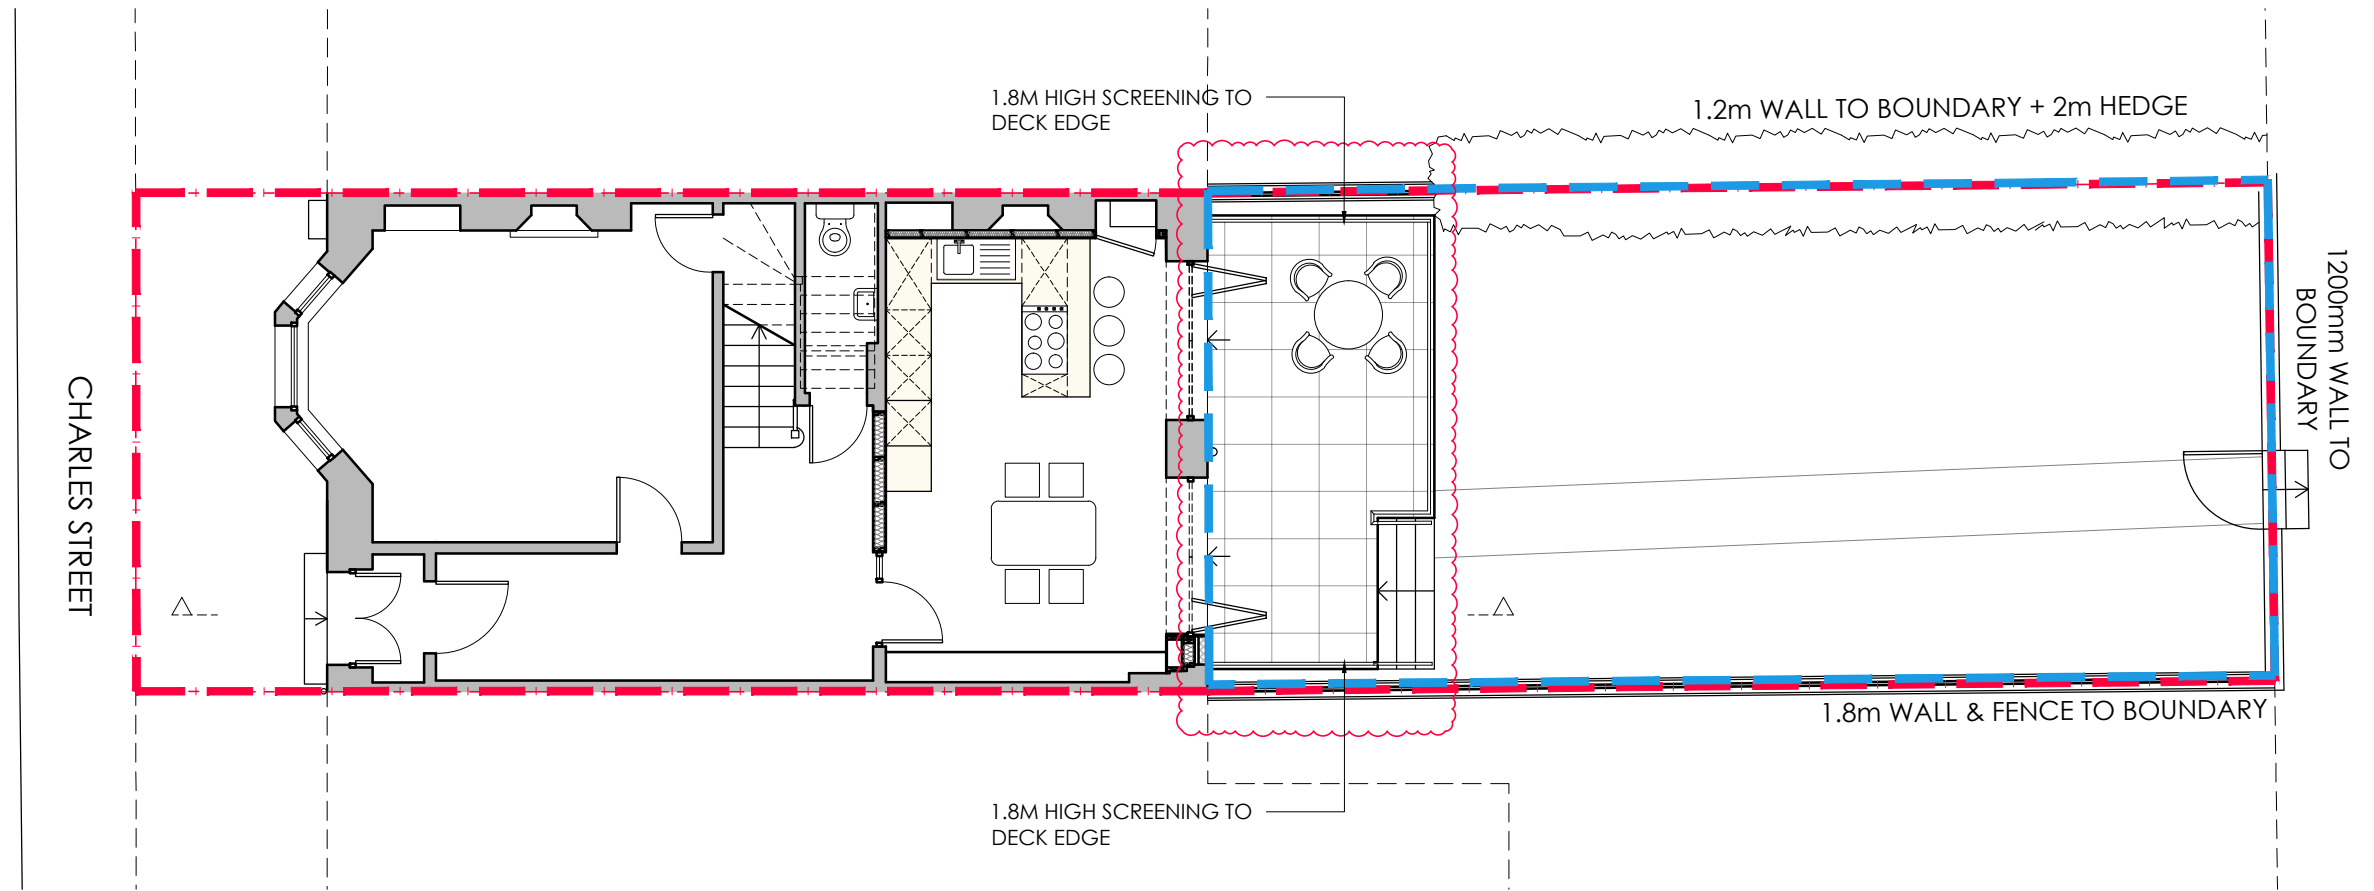 1.8M HIGH SCREENING TO
DECK EDGE
1.2m WALL TO BOUNDARY + 2m HEDGE
CHARLES STREET
1200mm WALL TO
BOUNDARY
1.8m WALL & FENCE TO BOUNDARY
1.8M HIGH SCREENING TO
DECK EDGE